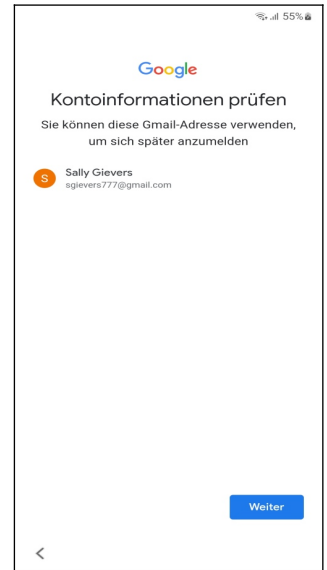 55%
Google
Kontoinformationen prüfen
Sie können diese Gmail-Adresse verwenden,
um sich später anzumelden
S
Sally Gievers
sgievers777@gmail.com
Weiter